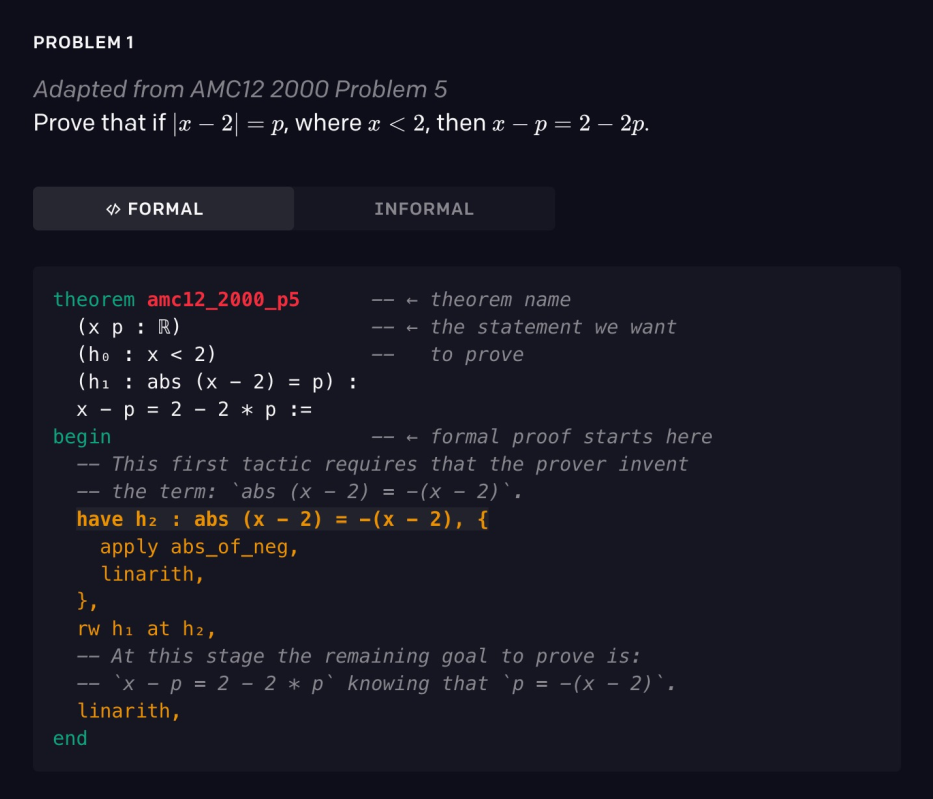 PROBLEM 1
Adapted from AMC12 2000 Problem 5
Prove that if |x − 2| = p, where x < 2, then x − p = 2 − 2p.
</> FORMAL
INFORMAL
theorem amc12_2000_p5      -- ← theorem name
  (x p : ℝ)                -- ← the statement we want
  (h₀ : x < 2)             --   to prove
  (h₁ : abs (x - 2) = p) :
  x - p = 2 - 2 * p :=
begin                      -- ← formal proof starts here
  -- This first tactic requires that the prover invent
  -- the term: `abs (x - 2) = -(x - 2)`.
  have h₂ : abs (x - 2) = -(x - 2), {
    apply abs_of_neg,
    linarith,
  },
  rw h₁ at h₂,
  -- At this stage the remaining goal to prove is:
  -- `x - p = 2 - 2 * p` knowing that `p = -(x - 2)`.
  linarith,
end